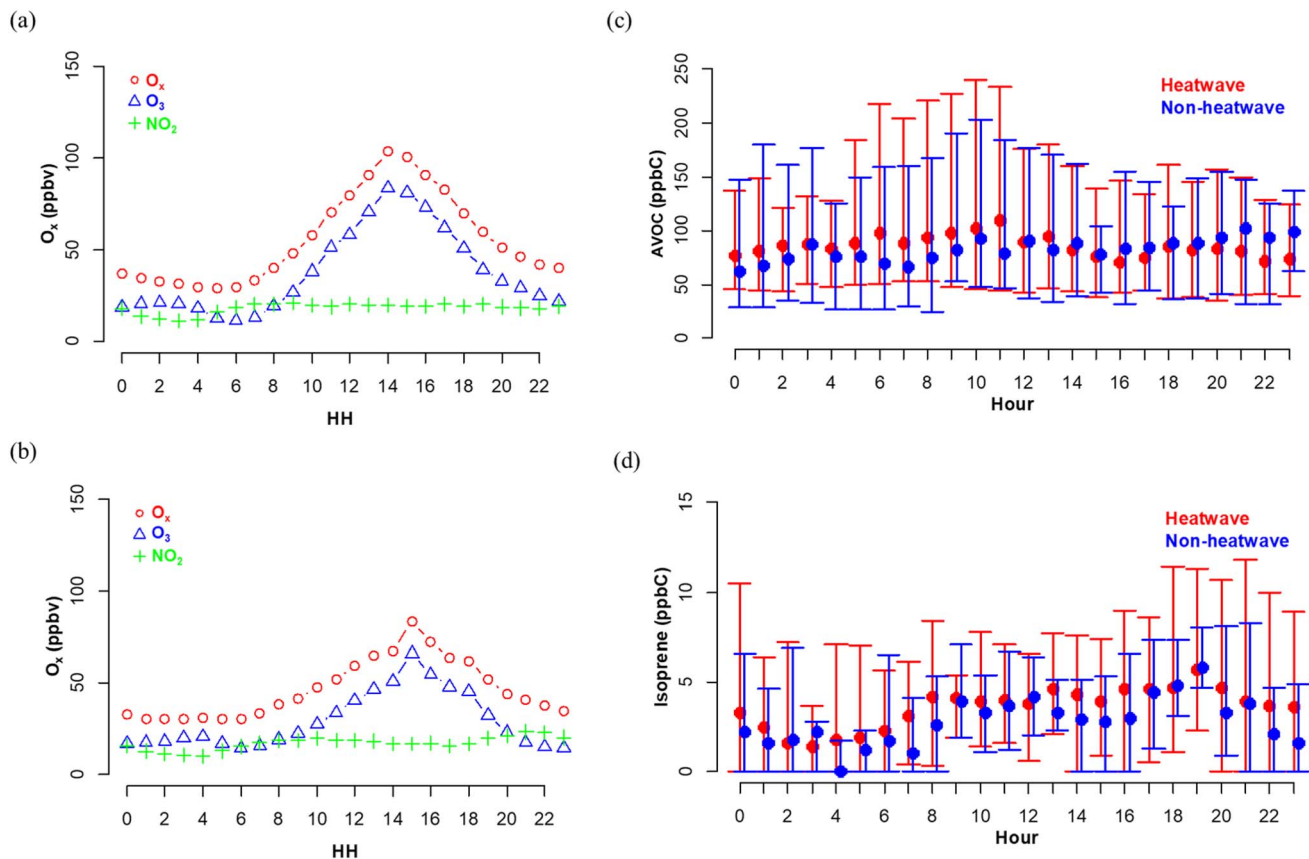 (a)
150
100
50
0
Oₓ (ppbv)
Oₓ
O₃
NO₂
0 2 4 6 8 10 12 14 16 18 20 22
HH
(c)
250
200
150
100
50
0
AVOC (ppbC)
Heatwave
Non-heatwave
0 2 4 6 8 10 12 14 16 18 20 22
Hour
(b)
150
100
50
0
Oₓ (ppbv)
Oₓ
O₃
NO₂
0 2 4 6 8 10 12 14 16 18 20 22
HH
(d)
15
10
5
0
Isoprene (ppbC)
Heatwave
Non-heatwave
0 2 4 6 8 10 12 14 16 18 20 22
Hour